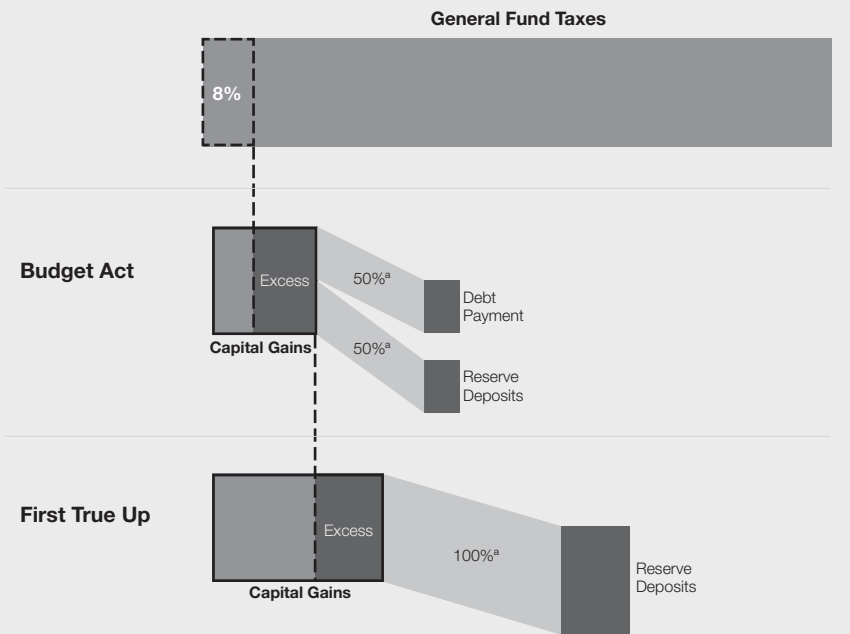 General Fund Taxes
8%
Budget Act
Excess
50%ª
Debt
Payment
50%ª
Capital Gains
Reserve
Deposits
First True Up
Excess
100%ª
Reserve
Deposits
Capital Gains